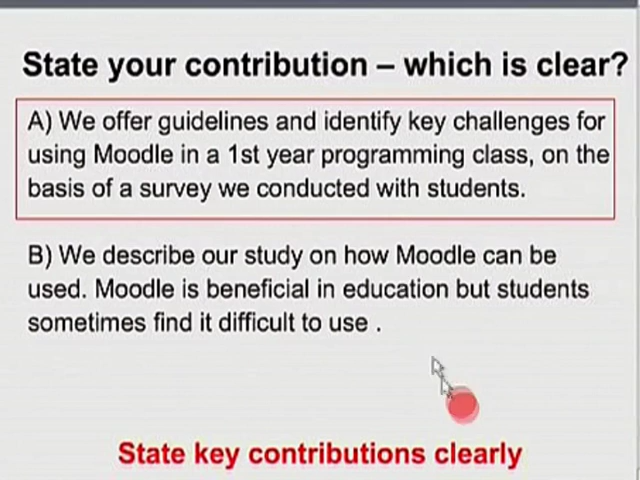 State your contribution – which is clear?
A) We offer guidelines and identify key challenges for
using Moodle in a 1st year programming class, on the
basis of a survey we conducted with students.
B) We describe our study on how Moodle can be
used. Moodle is beneficial in education but students
sometimes find it difficult to use .
State key contributions clearly